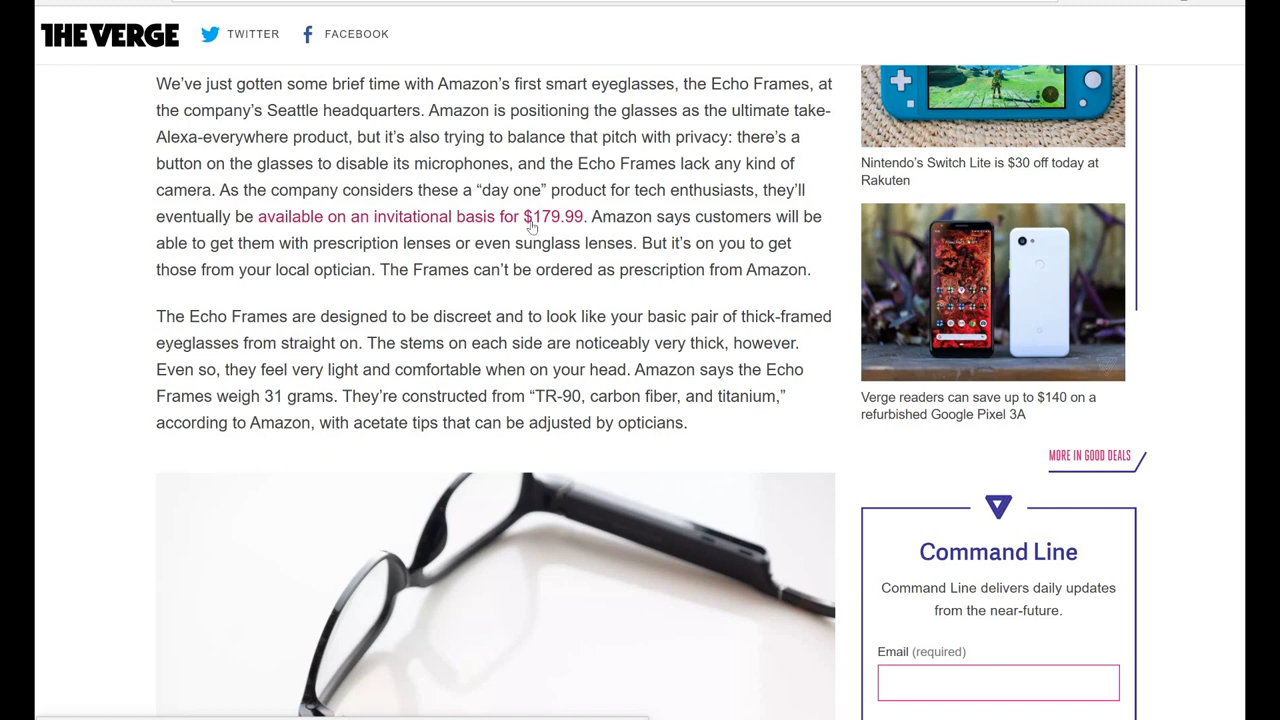 THE VERGE
TWITTER
FACEBOOK
We’ve just gotten some brief time with Amazon’s first smart eyeglasses, the Echo Frames, at
the company’s Seattle headquarters. Amazon is positioning the glasses as the ultimate take-
Alexa-everywhere product, but it’s also trying to balance that pitch with privacy: there’s a
button on the glasses to disable its microphones, and the Echo Frames lack any kind of
camera. As the company considers these a “day one” product for tech enthusiasts, they’ll
eventually be available on an invitational basis for $179.99. Amazon says customers will be
able to get them with prescription lenses or even sunglass lenses. But it’s on you to get
those from your local optician. The Frames can’t be ordered as prescription from Amazon.
The Echo Frames are designed to be discreet and to look like your basic pair of thick-framed
eyeglasses from straight on. The stems on each side are noticeably very thick, however.
Even so, they feel very light and comfortable when on your head. Amazon says the Echo
Frames weigh 31 grams. They’re constructed from “TR-90, carbon fiber, and titanium,”
according to Amazon, with acetate tips that can be adjusted by opticians.
Nintendo’s Switch Lite is $30 off today at
Rakuten
Verge readers can save up to $140 on a
refurbished Google Pixel 3A
MORE IN GOOD DEALS
Command Line
Command Line delivers daily updates
from the near-future.
Email (required)